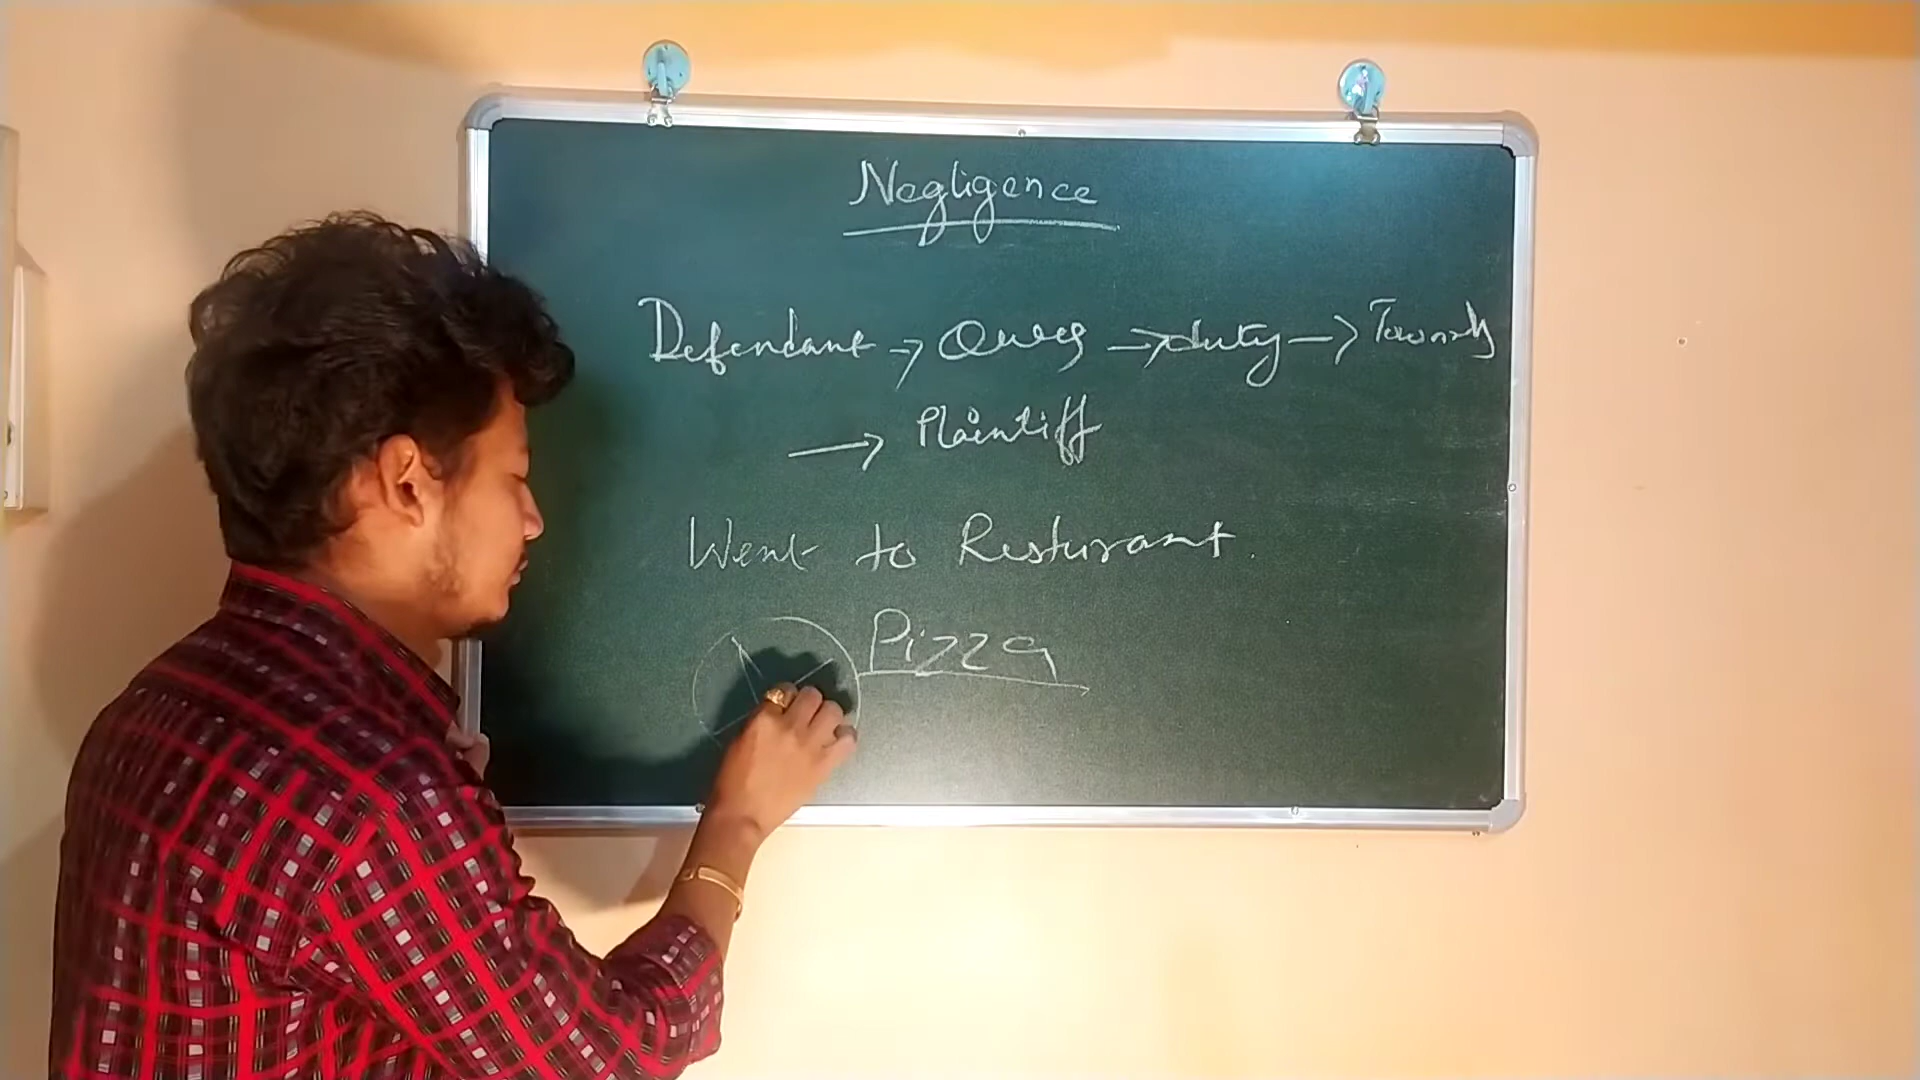 Negligence
Defendant → Owes → duty → Towards
→ Plaintiff
Went to Resturant.
Pizza